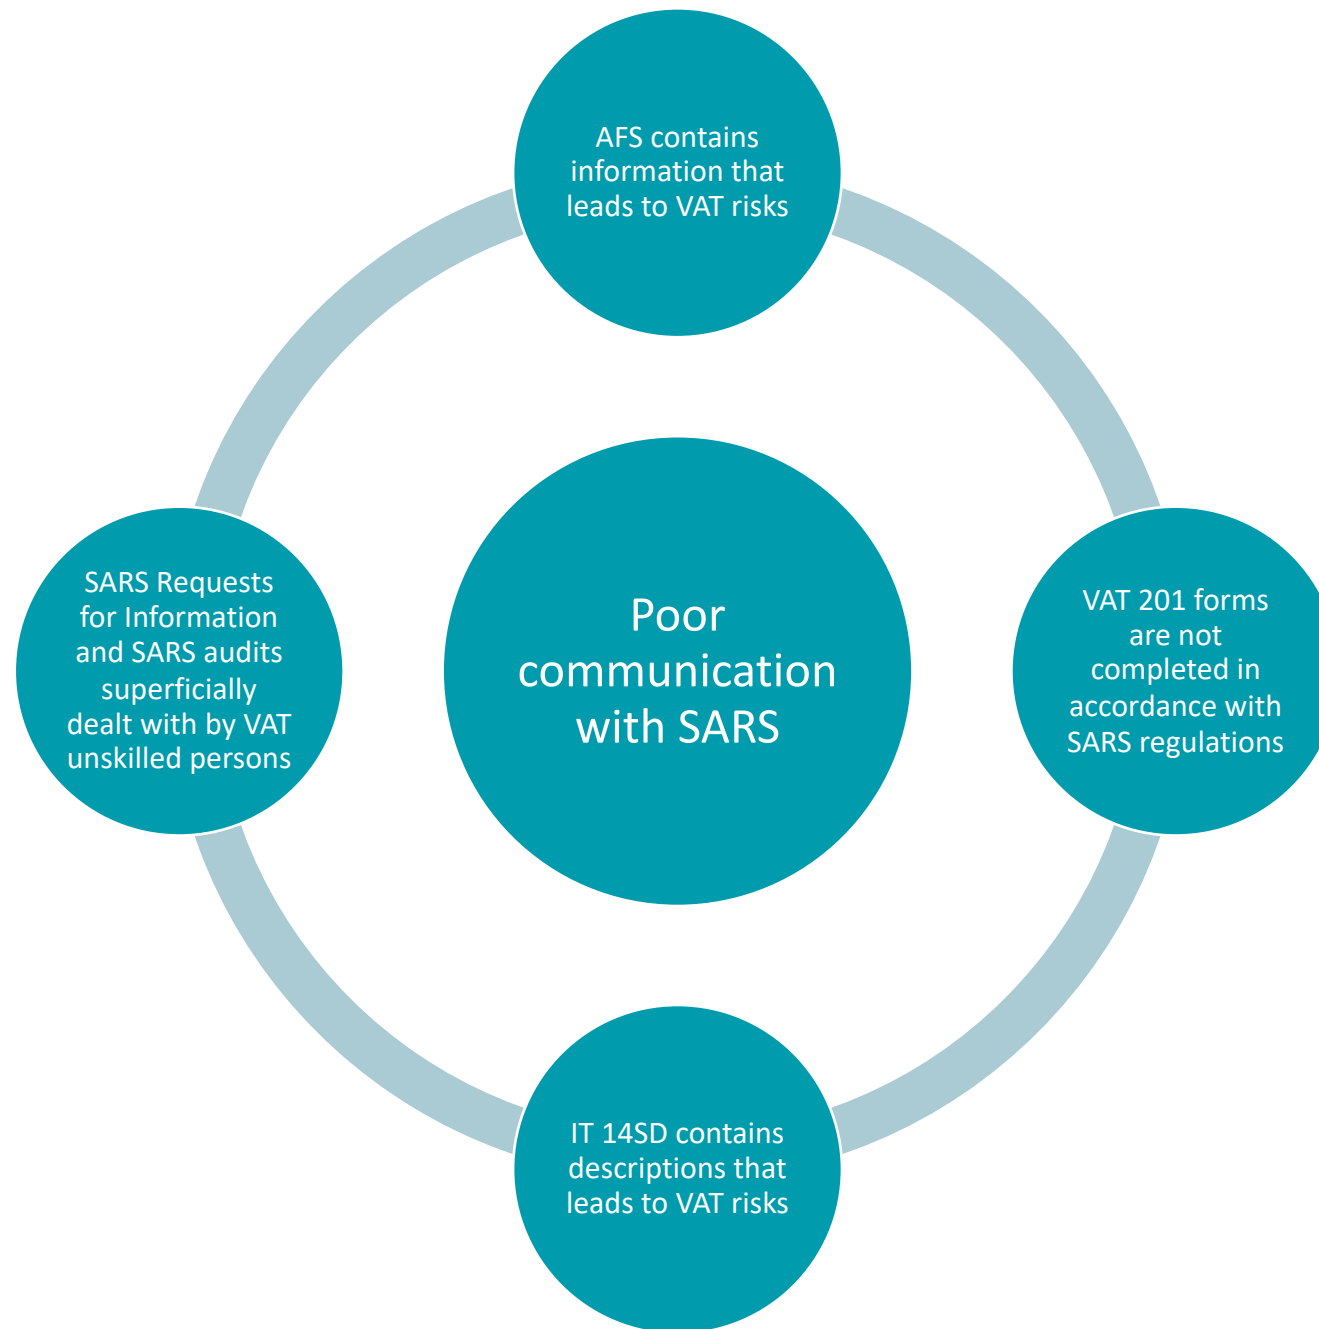 AFS contains
information that
leads to VAT risks
SARS Requests
for Information
and SARS audits
superficially
dealt with by VAT
unskilled persons
Poor
communication
with SARS
VAT 201 forms
are not
completed in
accordance with
SARS regulations
IT 14SD contains
descriptions that
leads to VAT risks